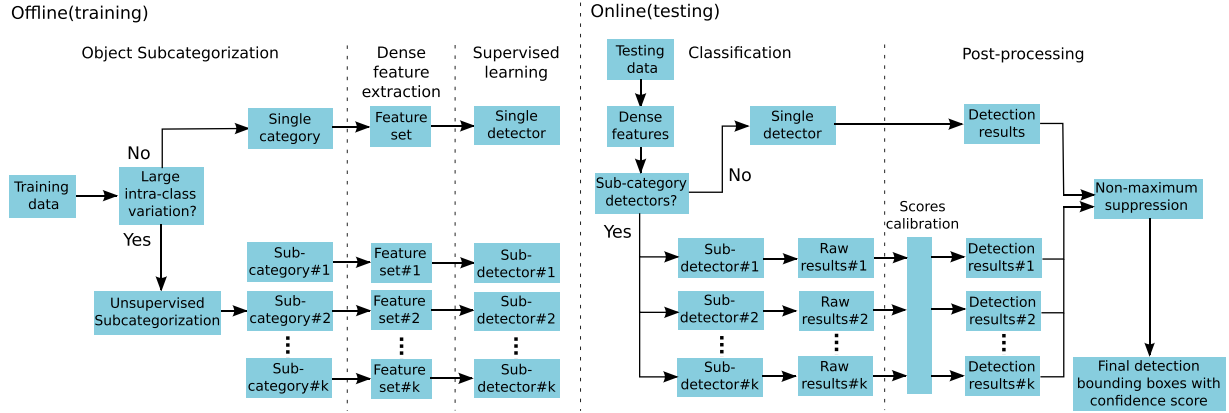 Offline(training)
Object Subcategorization
Dense
feature
extraction
Supervised
learning
Single
category
Feature
set
Single
detector
No
Training
data
Large
intra-class
variation?
Yes
Sub-
category#1
Feature
set#1
Sub-
detector#1
Unsupervised
Subcategorization
Sub-
category#2
Feature
set#2
Sub-
detector#2
Sub-
category#k
Feature
set#k
Sub-
detector#k
Online(testing)
Testing
data
Classification
Post-processing
Dense
features
Single
detector
Detection
results
Sub-category
detectors?
No
Non-maximum
suppression
Yes
Scores
calibration
Sub-
detector#1
Raw
results#1
Detection
results#1
Sub-
detector#2
Raw
results#2
Detection
results#2
Sub-
detector#k
Raw
results#k
Detection
results#k
Final detection
bounding boxes with
confidence score